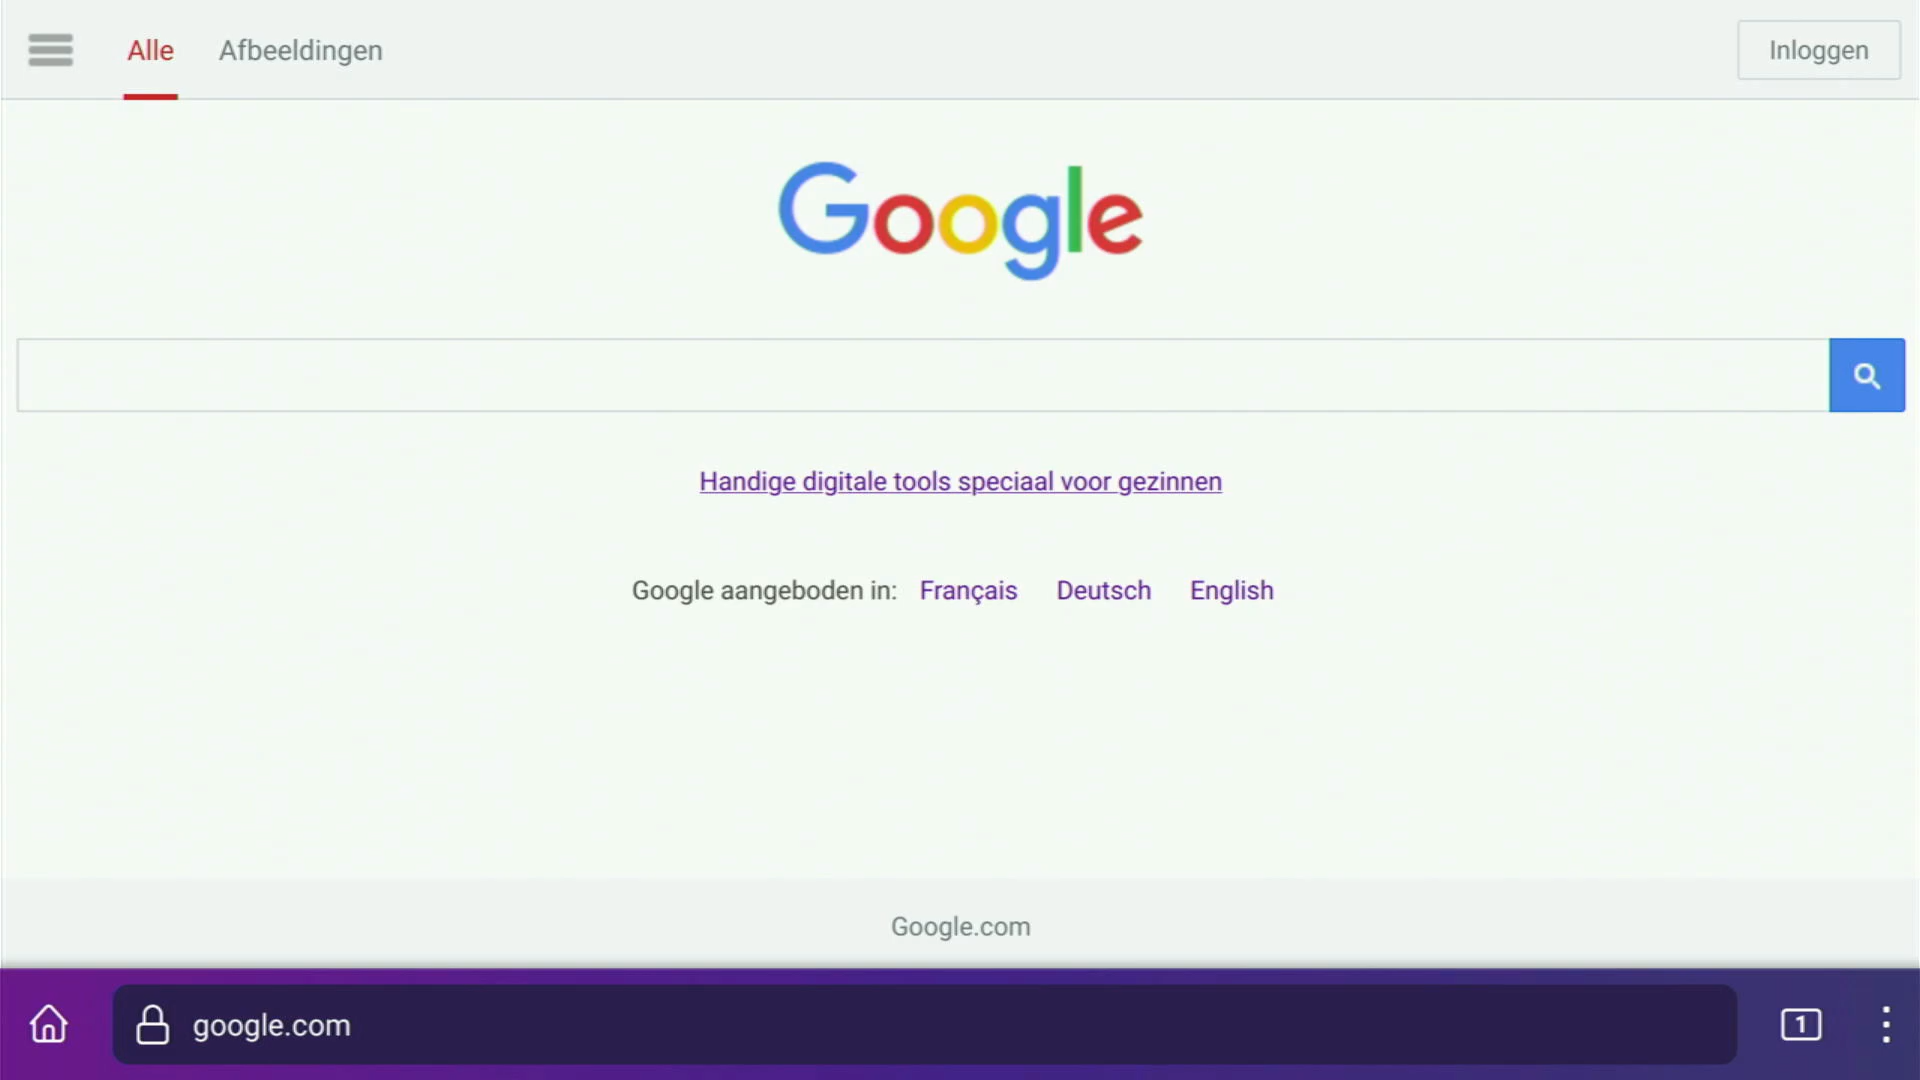 Alle Afbeeldingen Inloggen
Google
Handige digitale tools speciaal voor gezinnen
Google aangeboden in: Français Deutsch English
Google.com
google.com 1